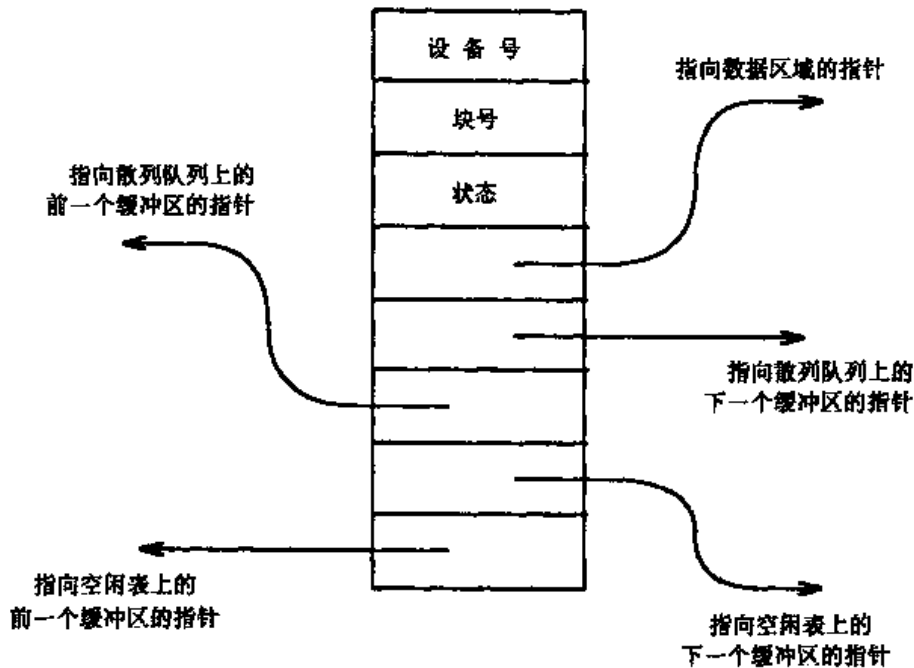 设备号
块号
状态
指向数据区域的指针
指向散列队列上的
前一个缓冲区的指针
指向散列队列上的
下一个缓冲区的指针
指向空闲表上的
前一个缓冲区的指针
指向空闲表上的
下一个缓冲区的指针